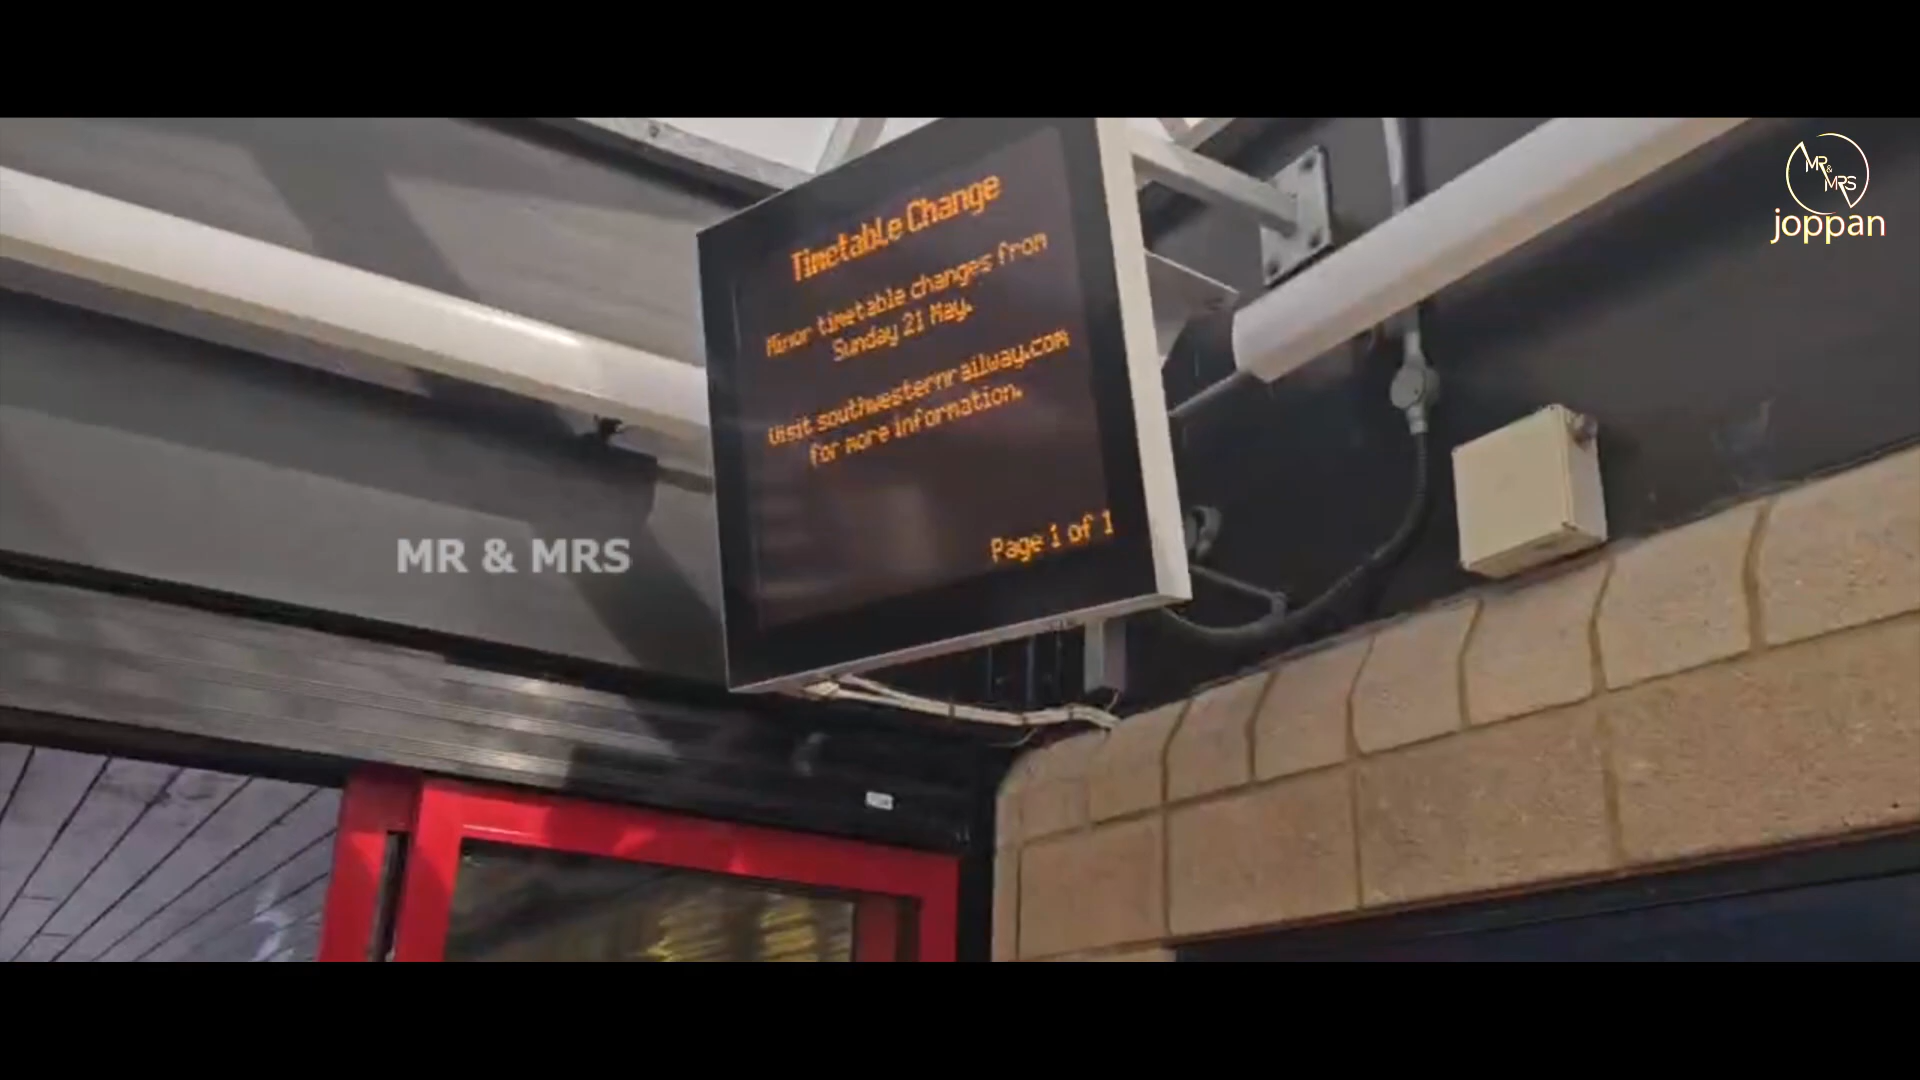 Timetable Change
Minor timetable changes from
Sunday 21 May.
Visit southwesternrailway.com
for more information.
Page 1 of 1
MR & MRS
MR & MRS
joppan